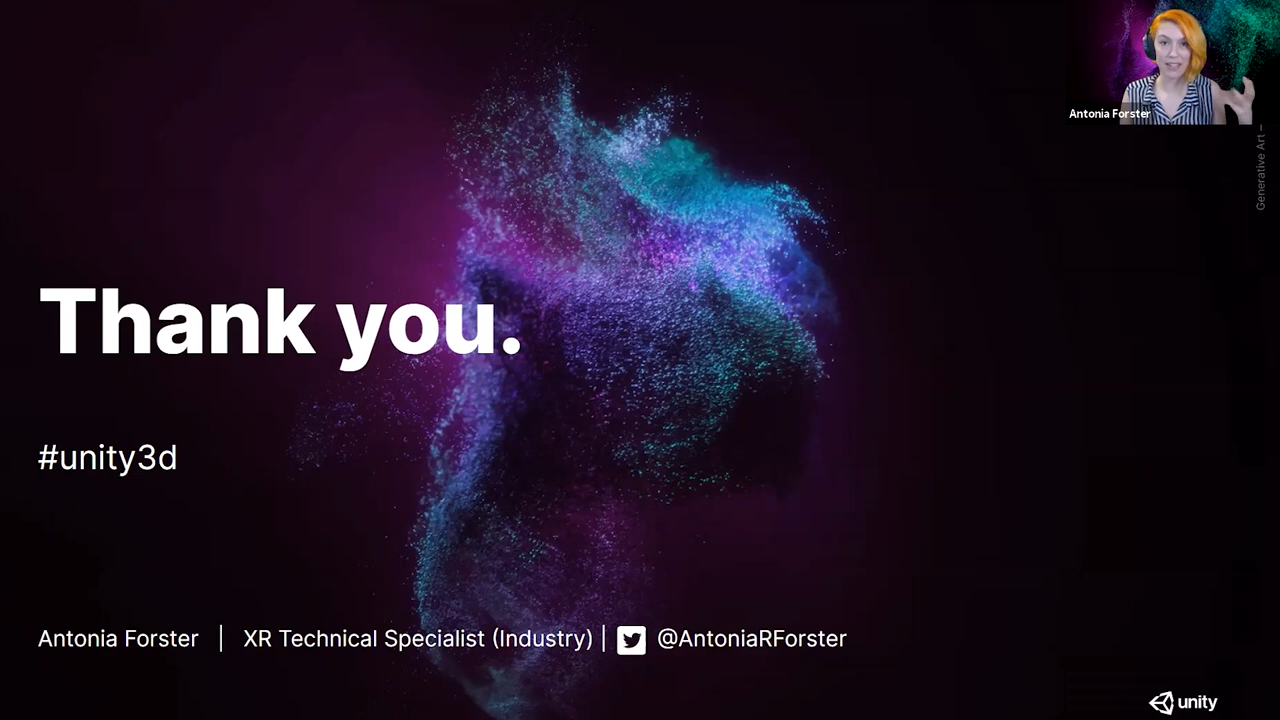 Antonia Forster
Generative Art –
Thank you.
#unity3d
Antonia Forster | XR Technical Specialist (Industry) | @AntoniaRForster
unity